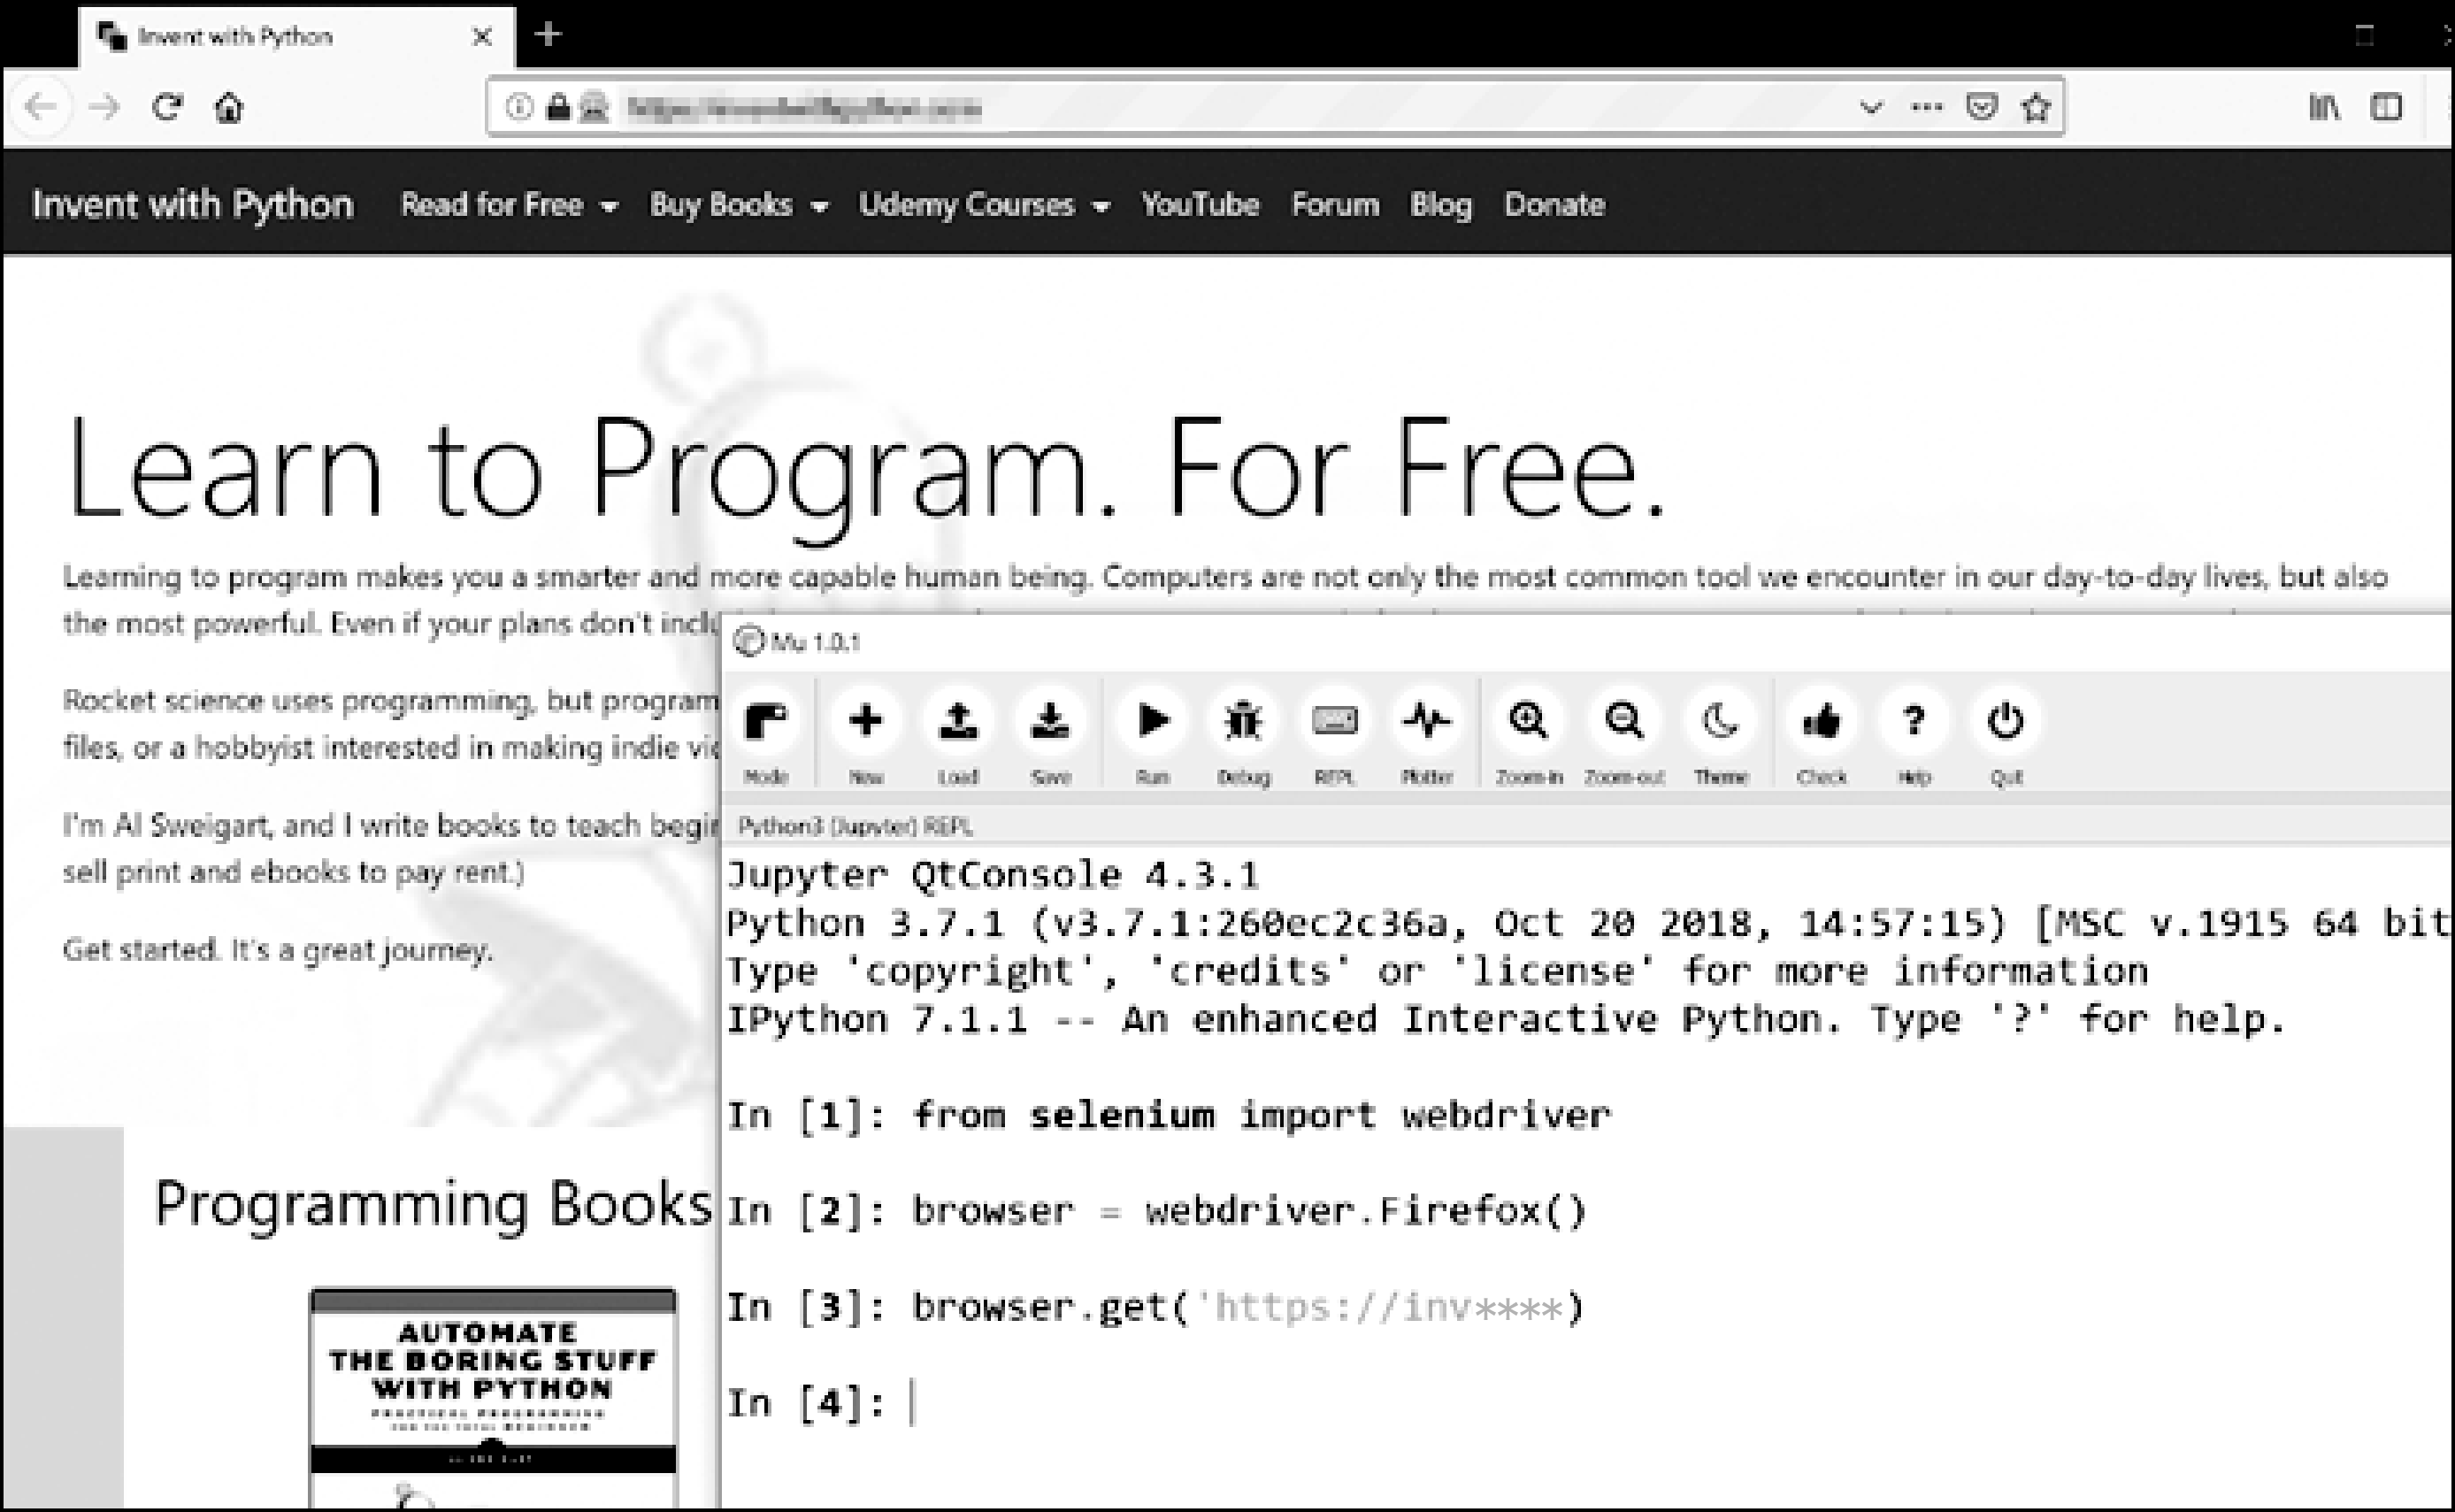 Invent with Python
Invent with Python Read for Free Buy Books Udemy Courses YouTube Forum Blog Donate
Learn to Program. For Free.
Learning to program makes you a smarter and more capable human being. Computers are not only the most common tool we encounter in our day-to-day lives, but also
the most powerful. Even if your plans don't
Rocket science uses programming, but
files, or a hobbyist interested in making indie
I'm Al Sweigart, and I write books to teach
sell print and ebooks to pay rent.)
Get started. It's a great journey.
Programming Books
AUTOMATE
THE BORING STUFF
WITH PYTHON
PRACTICAL PROGRAMMING
FOR THE TOTAL BEGINNER
Mu 1.0.1
Mode New Load Save Run Debug REPL Plotter Zoom-in Zoom-out Theme Check Help Quit
Python3 (Jupyter) REPL
Jupyter QtConsole 4.3.1
Python 3.7.1 (v3.7.1:260ec2c36a, Oct 20 2018, 14:57:15) [MSC v.1915 64 bit
Type 'copyright', 'credits' or 'license' for more information
IPython 7.1.1 -- An enhanced Interactive Python. Type '?' for help.
In [1]: from selenium import webdriver
In [2]: browser = webdriver.Firefox()
In [3]: browser.get('https://inv****)
In [4]: